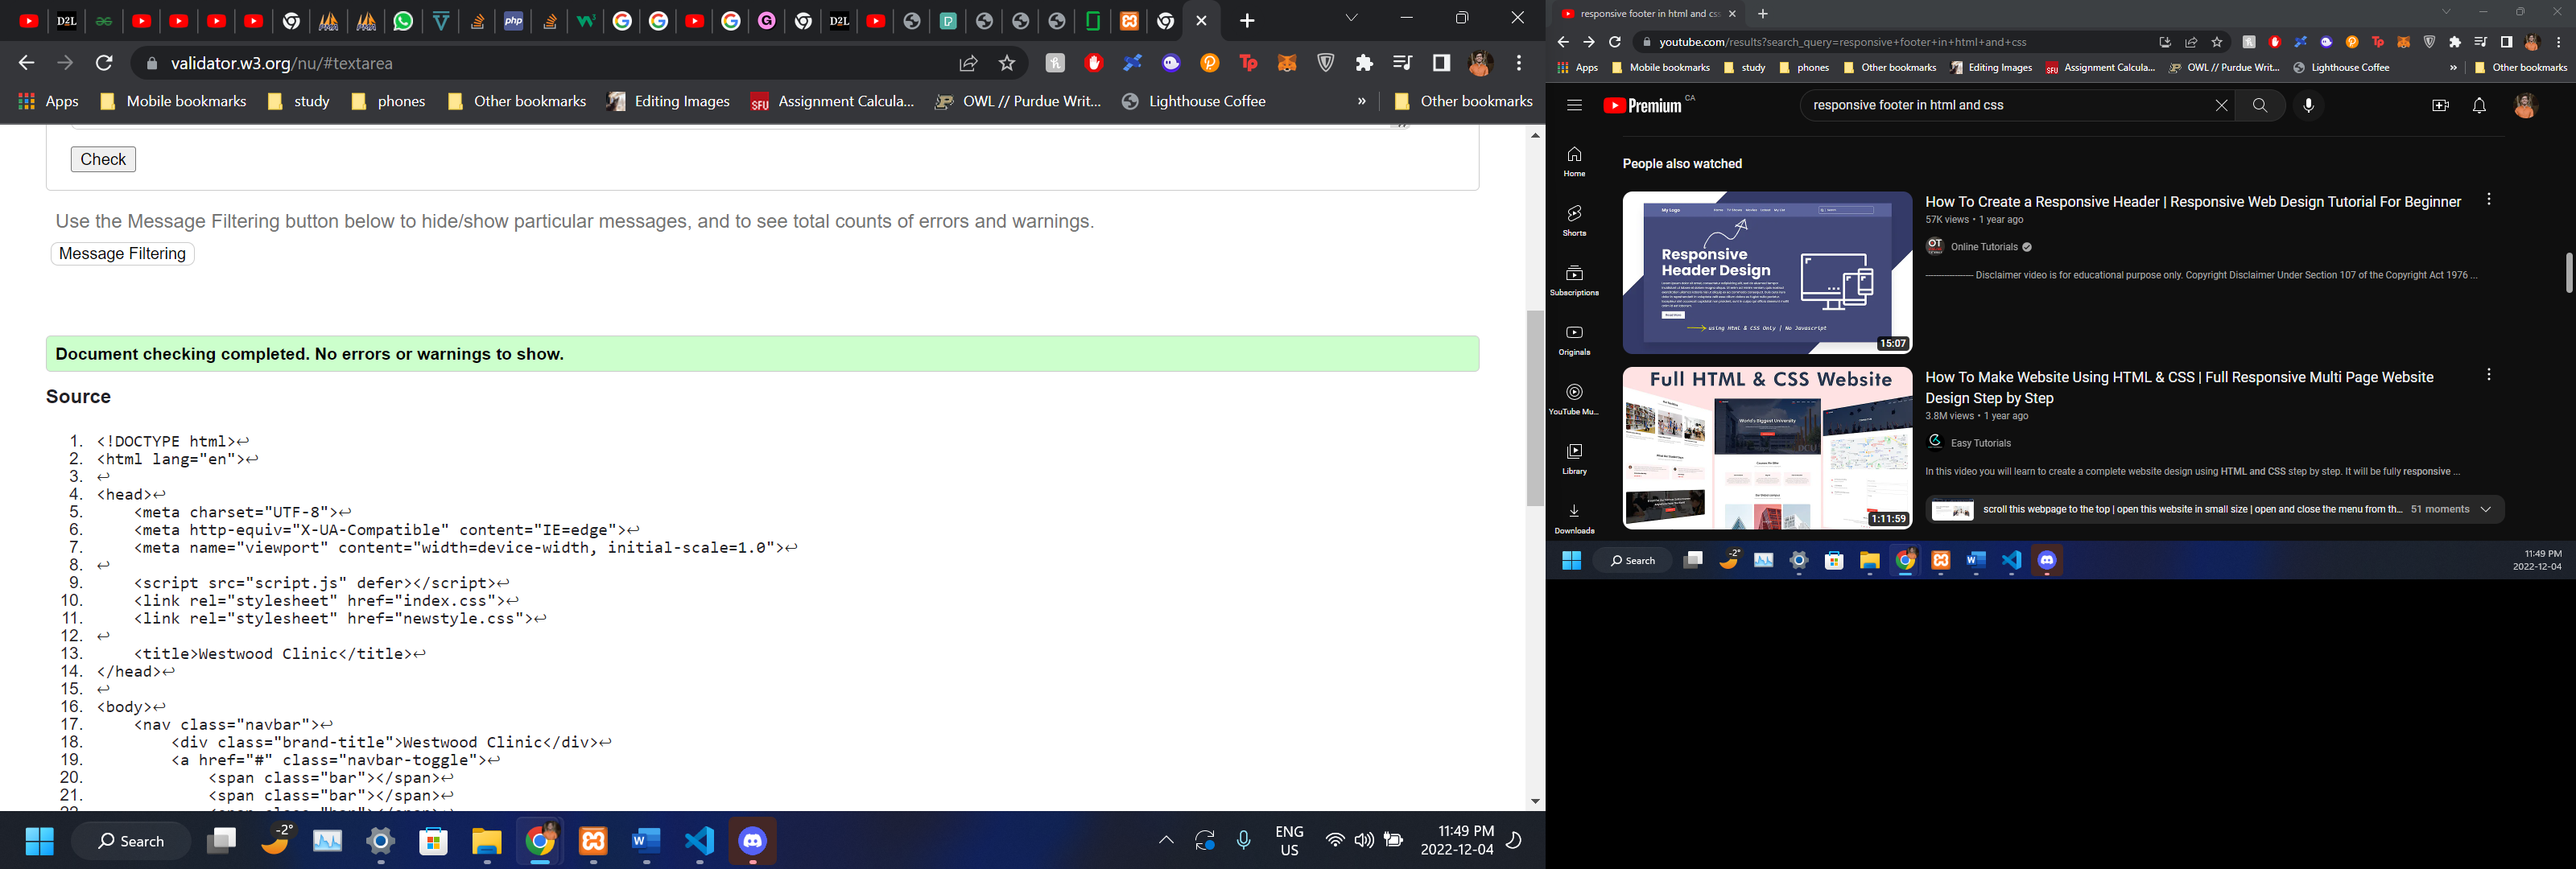 D2L
php
D2L
validator.w3.org/nu/#textarea
Apps
Mobile bookmarks
study
phones
Other bookmarks
Editing Images
SFU
Assignment Calcula...
OWL // Purdue Writ...
Lighthouse Coffee
»
Other bookmarks
Check
Use the Message Filtering button below to hide/show particular messages, and to see total counts of errors and warnings.
Message Filtering
Document checking completed. No errors or warnings to show.
Source
1. <!DOCTYPE html>↩
2. <html lang="en">↩
3. ↩
4. <head>↩
5. <meta charset="UTF-8">↩
6. <meta http-equiv="X-UA-Compatible" content="IE=edge">↩
7. <meta name="viewport" content="width=device-width, initial-scale=1.0">↩
8. ↩
9. <script src="script.js" defer></script>↩
10. <link rel="stylesheet" href="index.css">↩
11. <link rel="stylesheet" href="newstyle.css">↩
12. ↩
13. <title>Westwood Clinic</title>↩
14. </head>↩
15. ↩
16. <body>↩
17. <nav class="navbar">↩
18. <div class="brand-title">Westwood Clinic</div>↩
19. <a href="#" class="navbar-toggle">↩
20. <span class="bar"></span>↩
21. <span class="bar"></span>↩
22. <span class="bar"></span>↩
Search
-2°
ENG
US
11:49 PM
2022-12-04
responsive footer in html and css
youtube.com/results?search_query=responsive+footer+in+html+and+css
Apps
Mobile bookmarks
study
phones
Other bookmarks
Editing Images
SFU
Assignment Calcula...
OWL // Purdue Writ...
Lighthouse Coffee
»
Other bookmarks
Premium CA
responsive footer in html and css
Home
Shorts
Subscriptions
Originals
YouTube Mu...
Library
Downloads
People also watched
My Logo
Responsive
Header Design
using Html & CSS Only | No Javascript
15:07
How To Create a Responsive Header | Responsive Web Design Tutorial For Beginner
57K views • 1 year ago
OT
Online Tutorials
Disclaimer video is for educational purpose only. Copyright Disclaimer Under Section 107 of the Copyright Act 1976 ...
Full HTML & CSS Website
World's Biggest University
1:11:59
How To Make Website Using HTML & CSS | Full Responsive Multi Page Website
Design Step by Step
3.8M views • 1 year ago
Easy Tutorials
In this video you will learn to create a complete website design using HTML and CSS step by step. It will be fully responsive ...
scroll this webpage to the top | open this website in small size | open and close the menu from th...
51 moments
Search
-2°
11:49 PM
2022-12-04